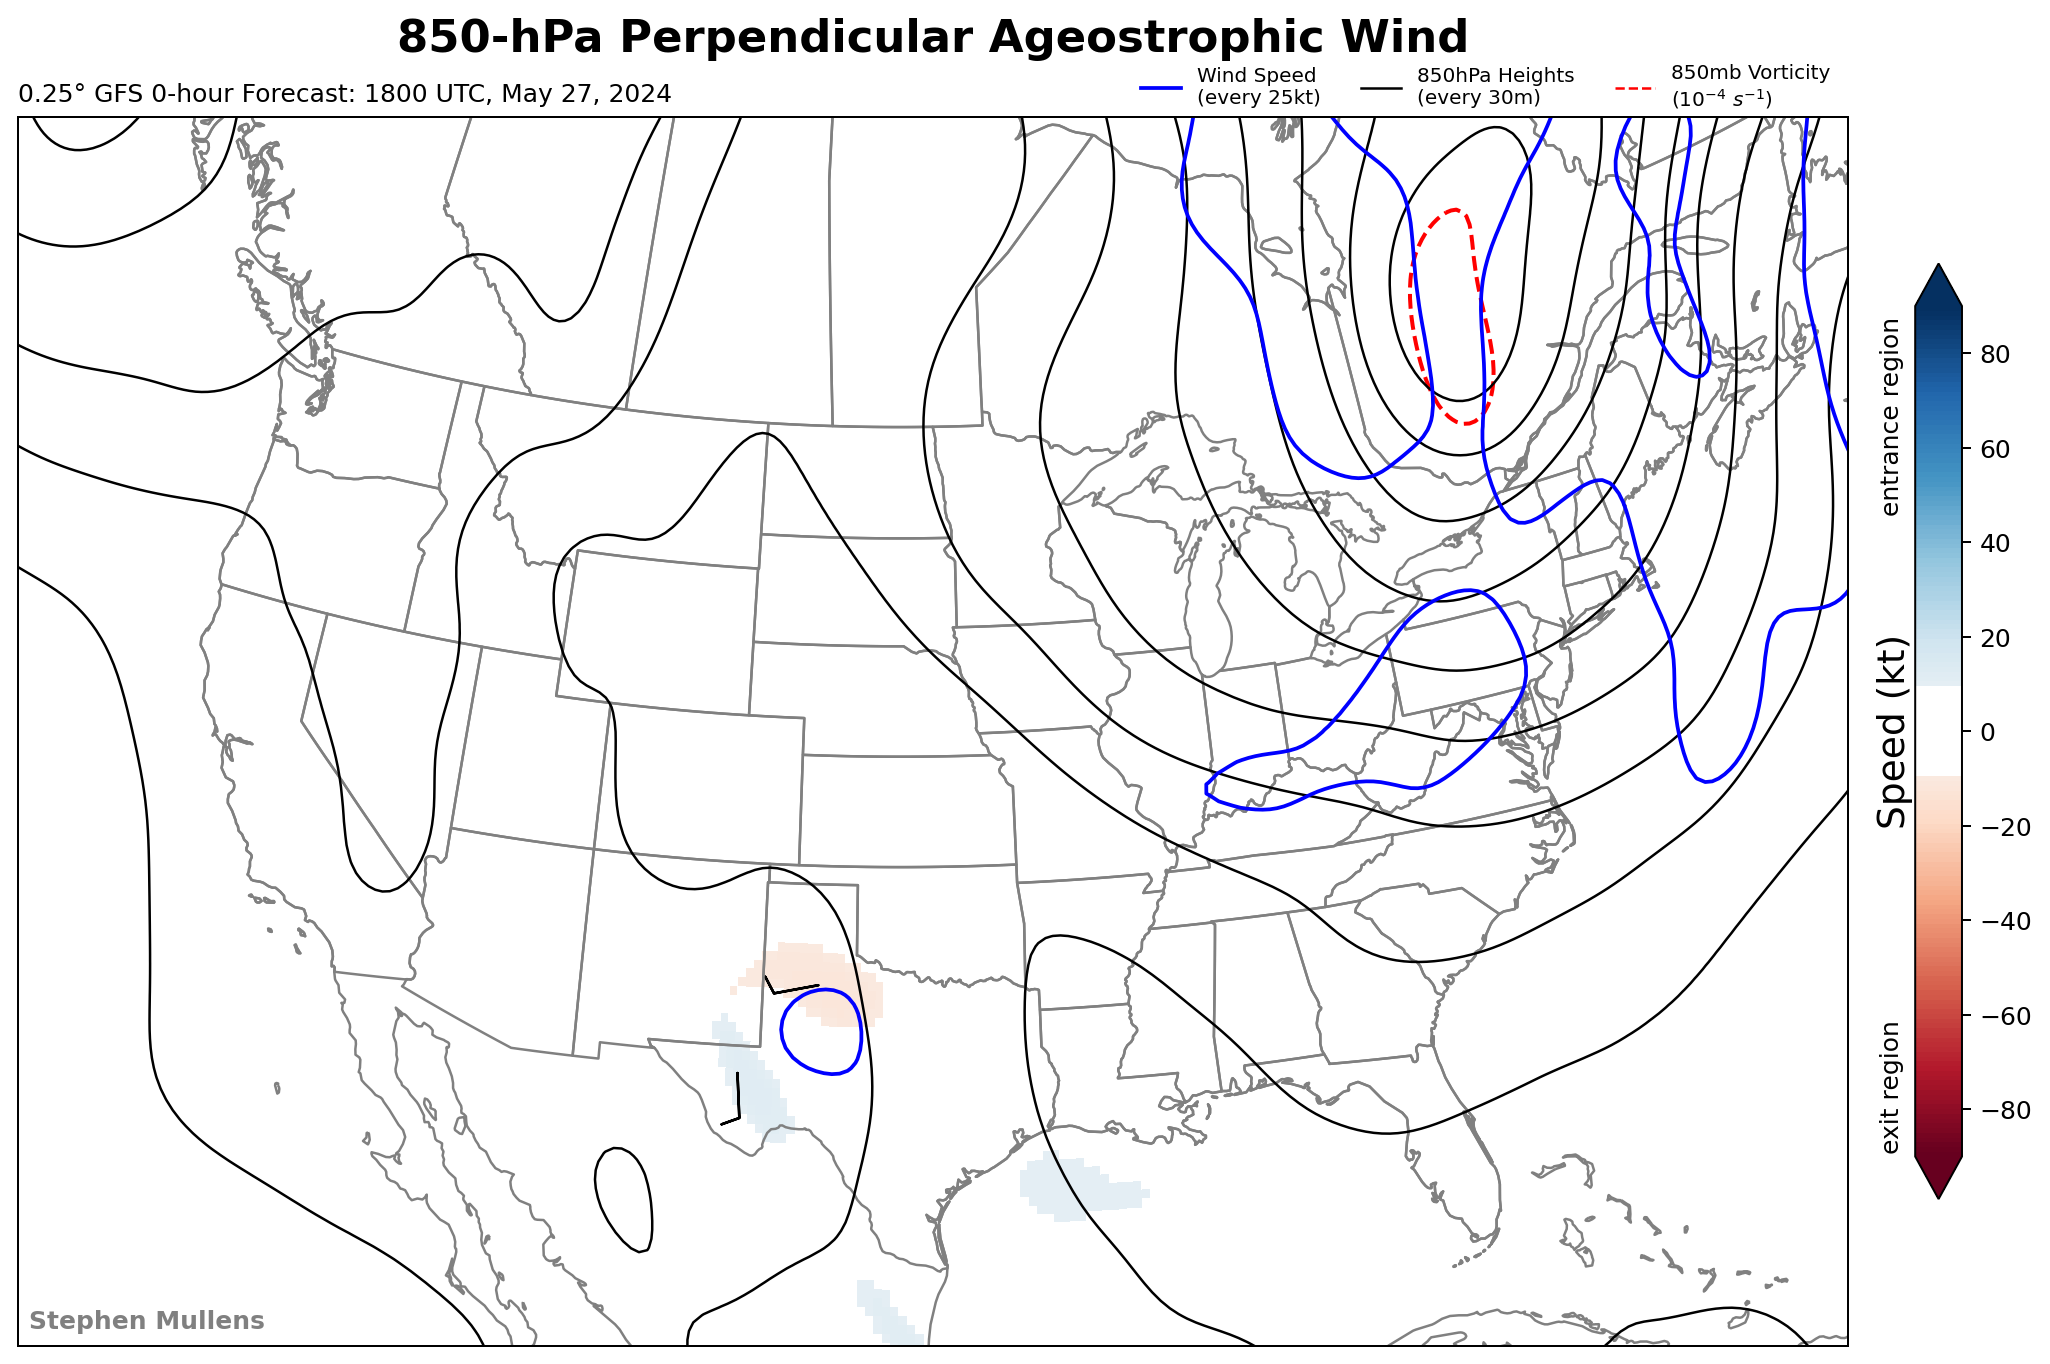 850-hPa Perpendicular Ageostrophic Wind
0.25° GFS 0-hour Forecast: 1800 UTC, May 27, 2024
Wind Speed
(every 25kt)
850hPa Heights
(every 30m)
850mb Vorticity
(10⁻⁴ s⁻¹)
entrance region
Speed (kt)
exit region
80
60
40
20
0
−20
−40
−60
−80
Stephen Mullens